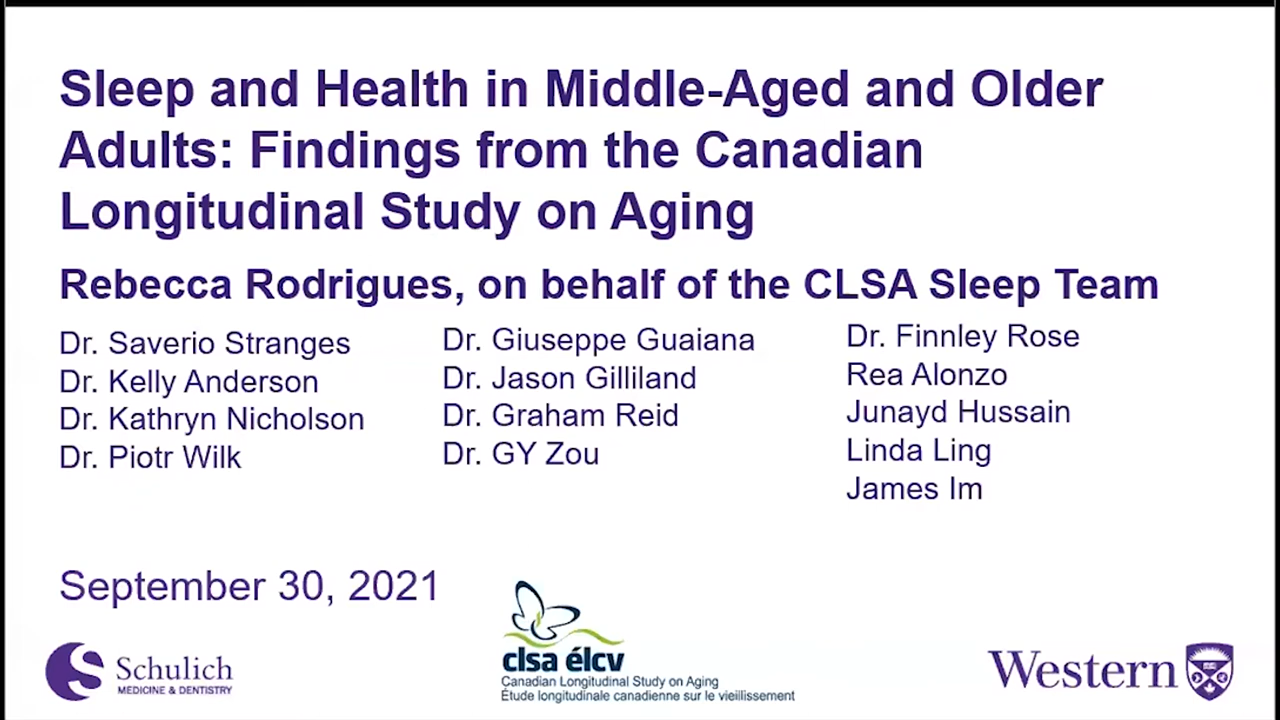 Sleep and Health in Middle-Aged and Older
Adults: Findings from the Canadian
Longitudinal Study on Aging
Rebecca Rodrigues, on behalf of the CLSA Sleep Team
Dr. Saverio Stranges
Dr. Kelly Anderson
Dr. Kathryn Nicholson
Dr. Piotr Wilk
Dr. Giuseppe Guaiana
Dr. Jason Gilliland
Dr. Graham Reid
Dr. GY Zou
Dr. Finnley Rose
Rea Alonzo
Junayd Hussain
Linda Ling
James Im
September 30, 2021
Schulich
MEDICINE & DENTISTRY
clsa élcv
Canadian Longitudinal Study on Aging
Étude longitudinale canadienne sur le vieillissement
Western